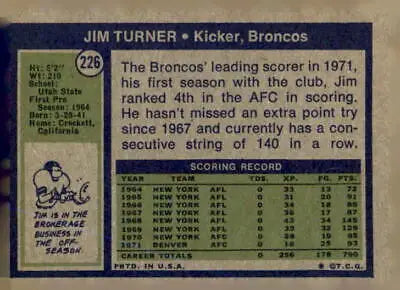 JIM TURNER • Kicker, Broncos
226
Ht: 6'2"
Wt: 210
School:
Utah State
First Pro
Season: 1964
Born: 3-28-41
Home: Crockett,
California
The Broncos' leading scorer in 1971,
his first season with the club, Jim
ranked 4th in the AFC in scoring.
He hasn't missed an extra point try
since 1967 and currently has a con-
secutive string of 140 in a row.
JIM IS IN THE
BROKERAGE
BUSINESS IN
THE OFF-
SEASON.
SCORING RECORD
YEAR TEAM LEA. TDS. XP. FG. PTS.
1964 NEW YORK AFL 0 33 13 72
1965 NEW YORK AFL 0 31 20 91
1966 NEW YORK AFL 0 34 18 88
1967 NEW YORK AFL 0 36 17 87
1968 NEW YORK AFL 0 43 34 145
1969 NEW YORK AFL 0 33 32 129
1970 NEW YORK AFC 0 28 19 85
1971 DENVER AFC 0 18 25 93
CAREER TOTALS 0 256 178 790
PRTD. IN U.S.A. © T.C.G.